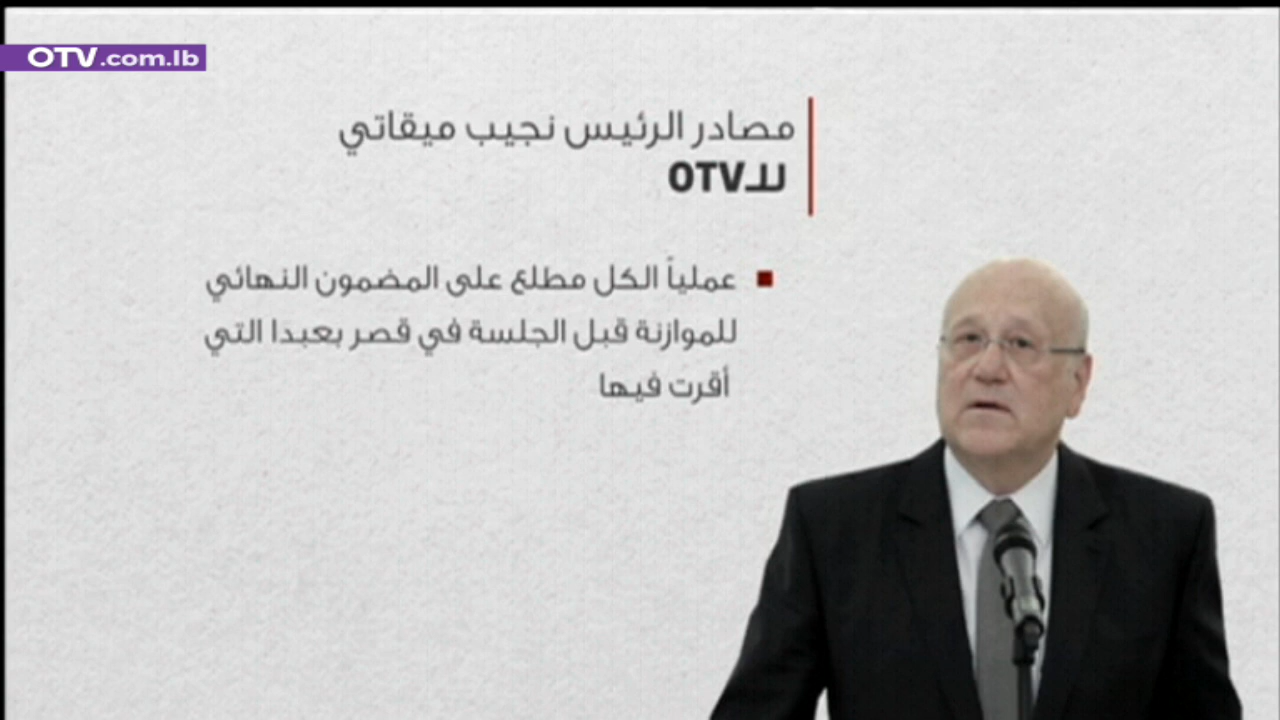 OTV.com.lb
مصادر الرئيس نجيب ميقاتي
للـOTV
عملياً الكل مطلع على المضمون النهائي
للموازنة قبل الجلسة في قصر بعبدا التي
أقرت فيها